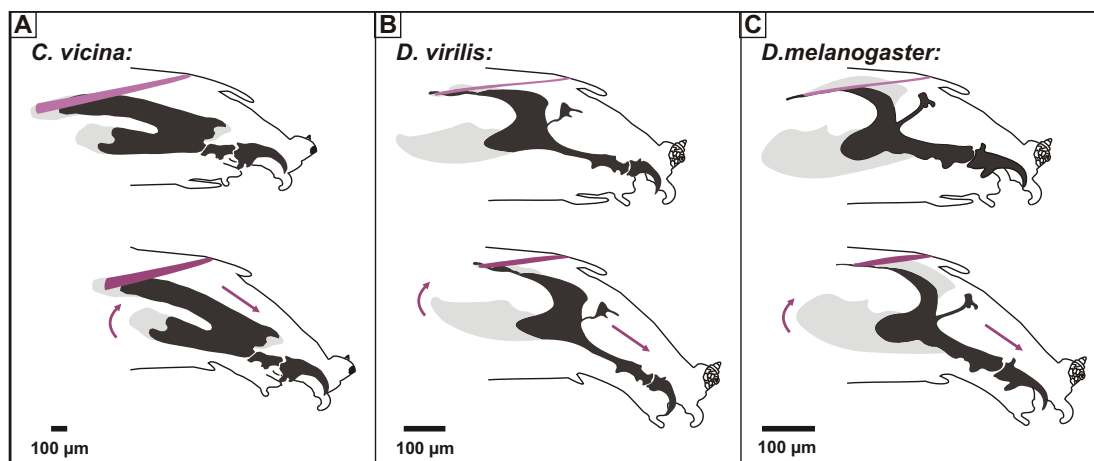 A
C. vicina:
100 µm
B
D. virilis:
100 µm
C
D.melanogaster:
100 µm